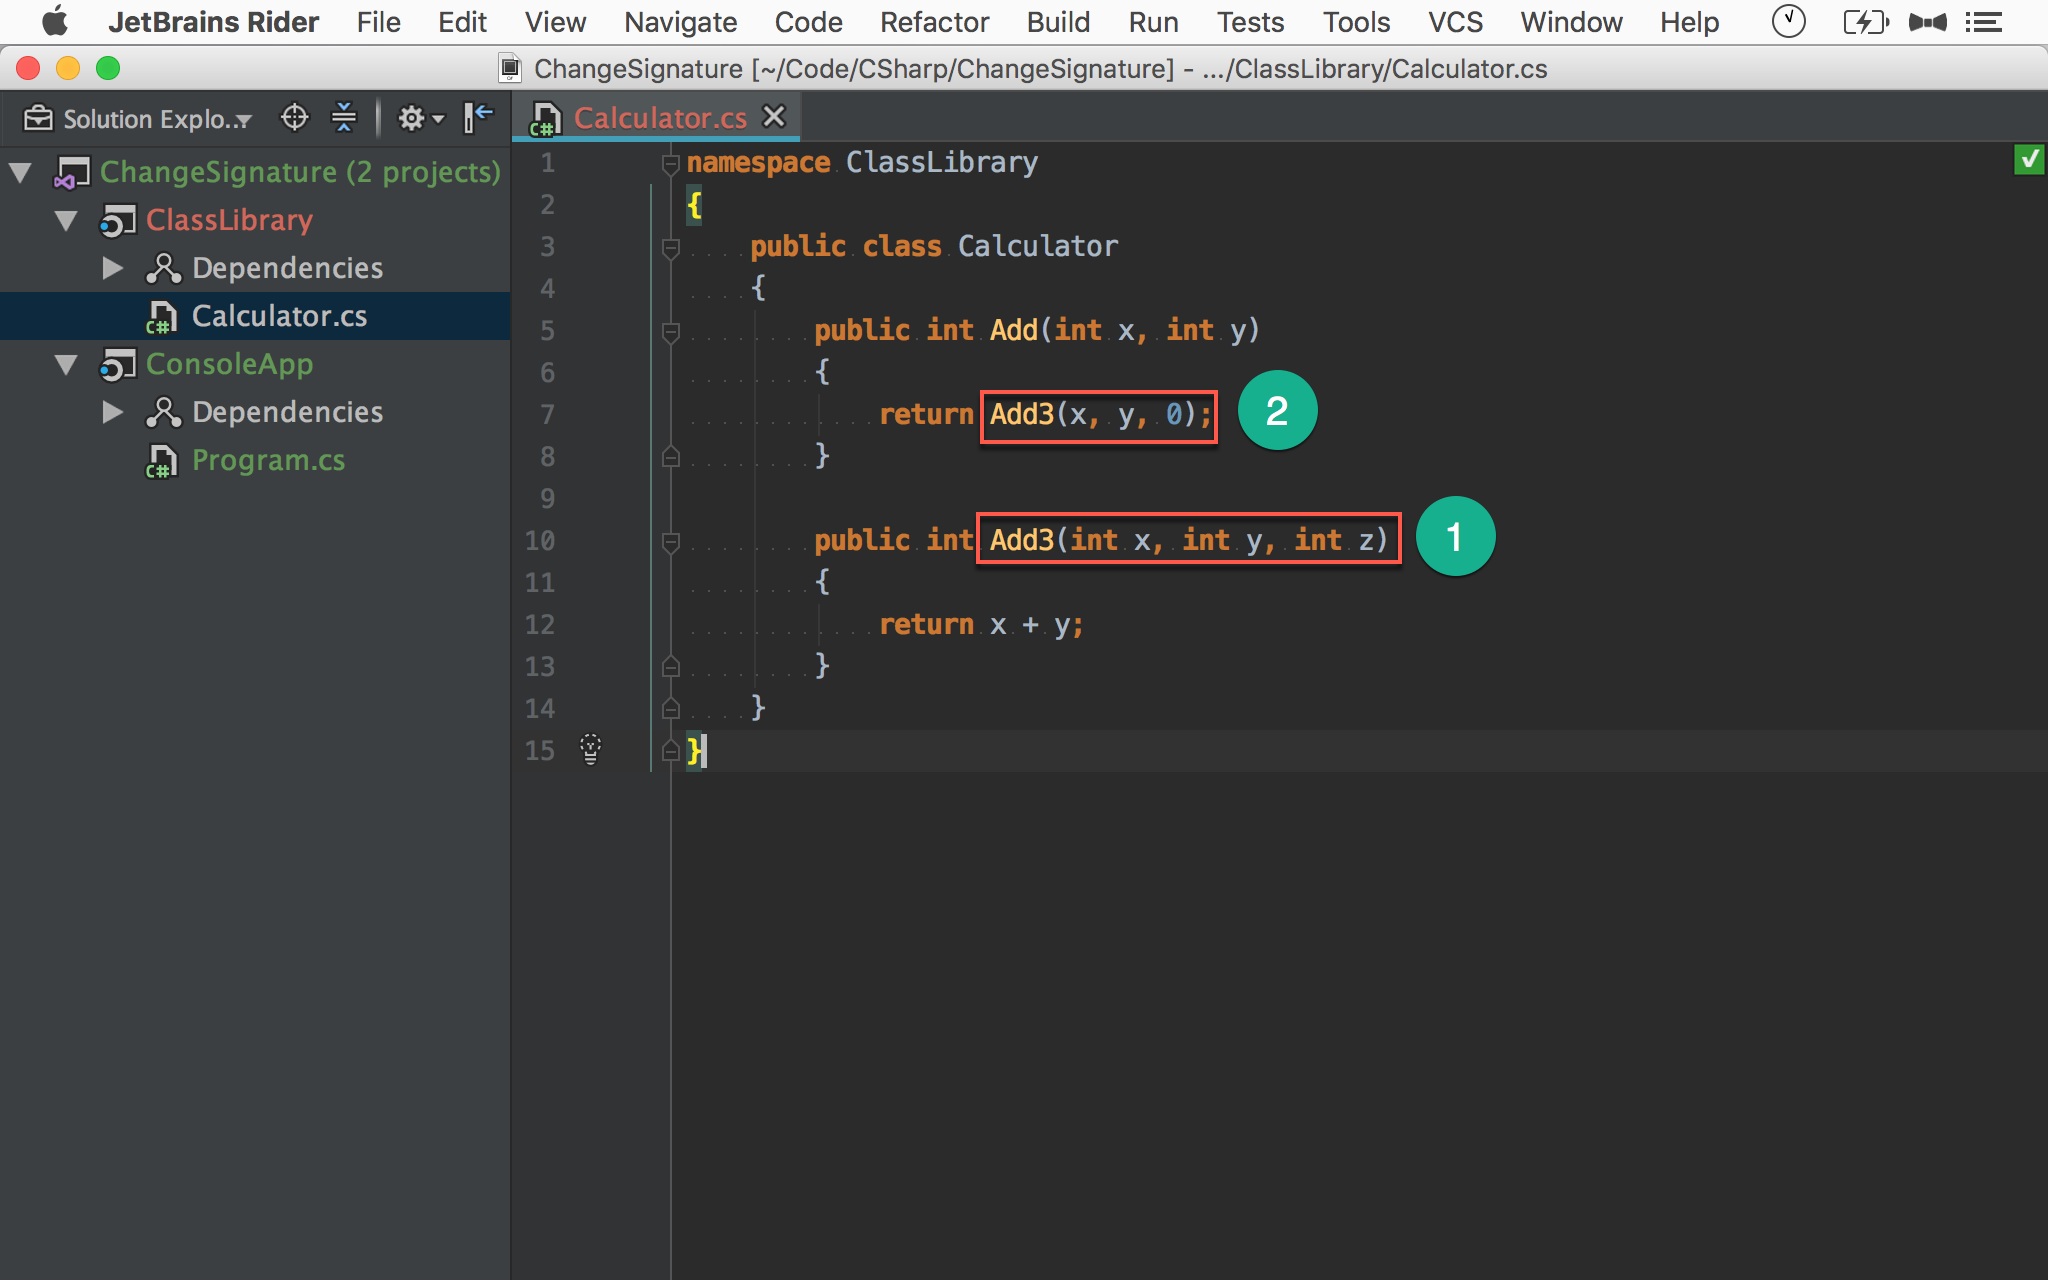 JetBrains Rider File Edit View Navigate Code Refactor Build Run Tests Tools VCS Window Help
ChangeSignature [~/Code/CSharp/ChangeSignature] - .../ClassLibrary/Calculator.cs
Solution Explo...
ChangeSignature (2 projects)
ClassLibrary
Dependencies
C# Calculator.cs
ConsoleApp
Dependencies
C# Program.cs
C# Calculator.cs
1 namespace ClassLibrary
2 {
3 public class Calculator
4 {
5 public int Add(int x, int y)
6 {
7 return Add3(x, y, 0); 2
8 }
9
10 public int Add3(int x, int y, int z) 1
11 {
12 return x + y;
13 }
14 }
15 }